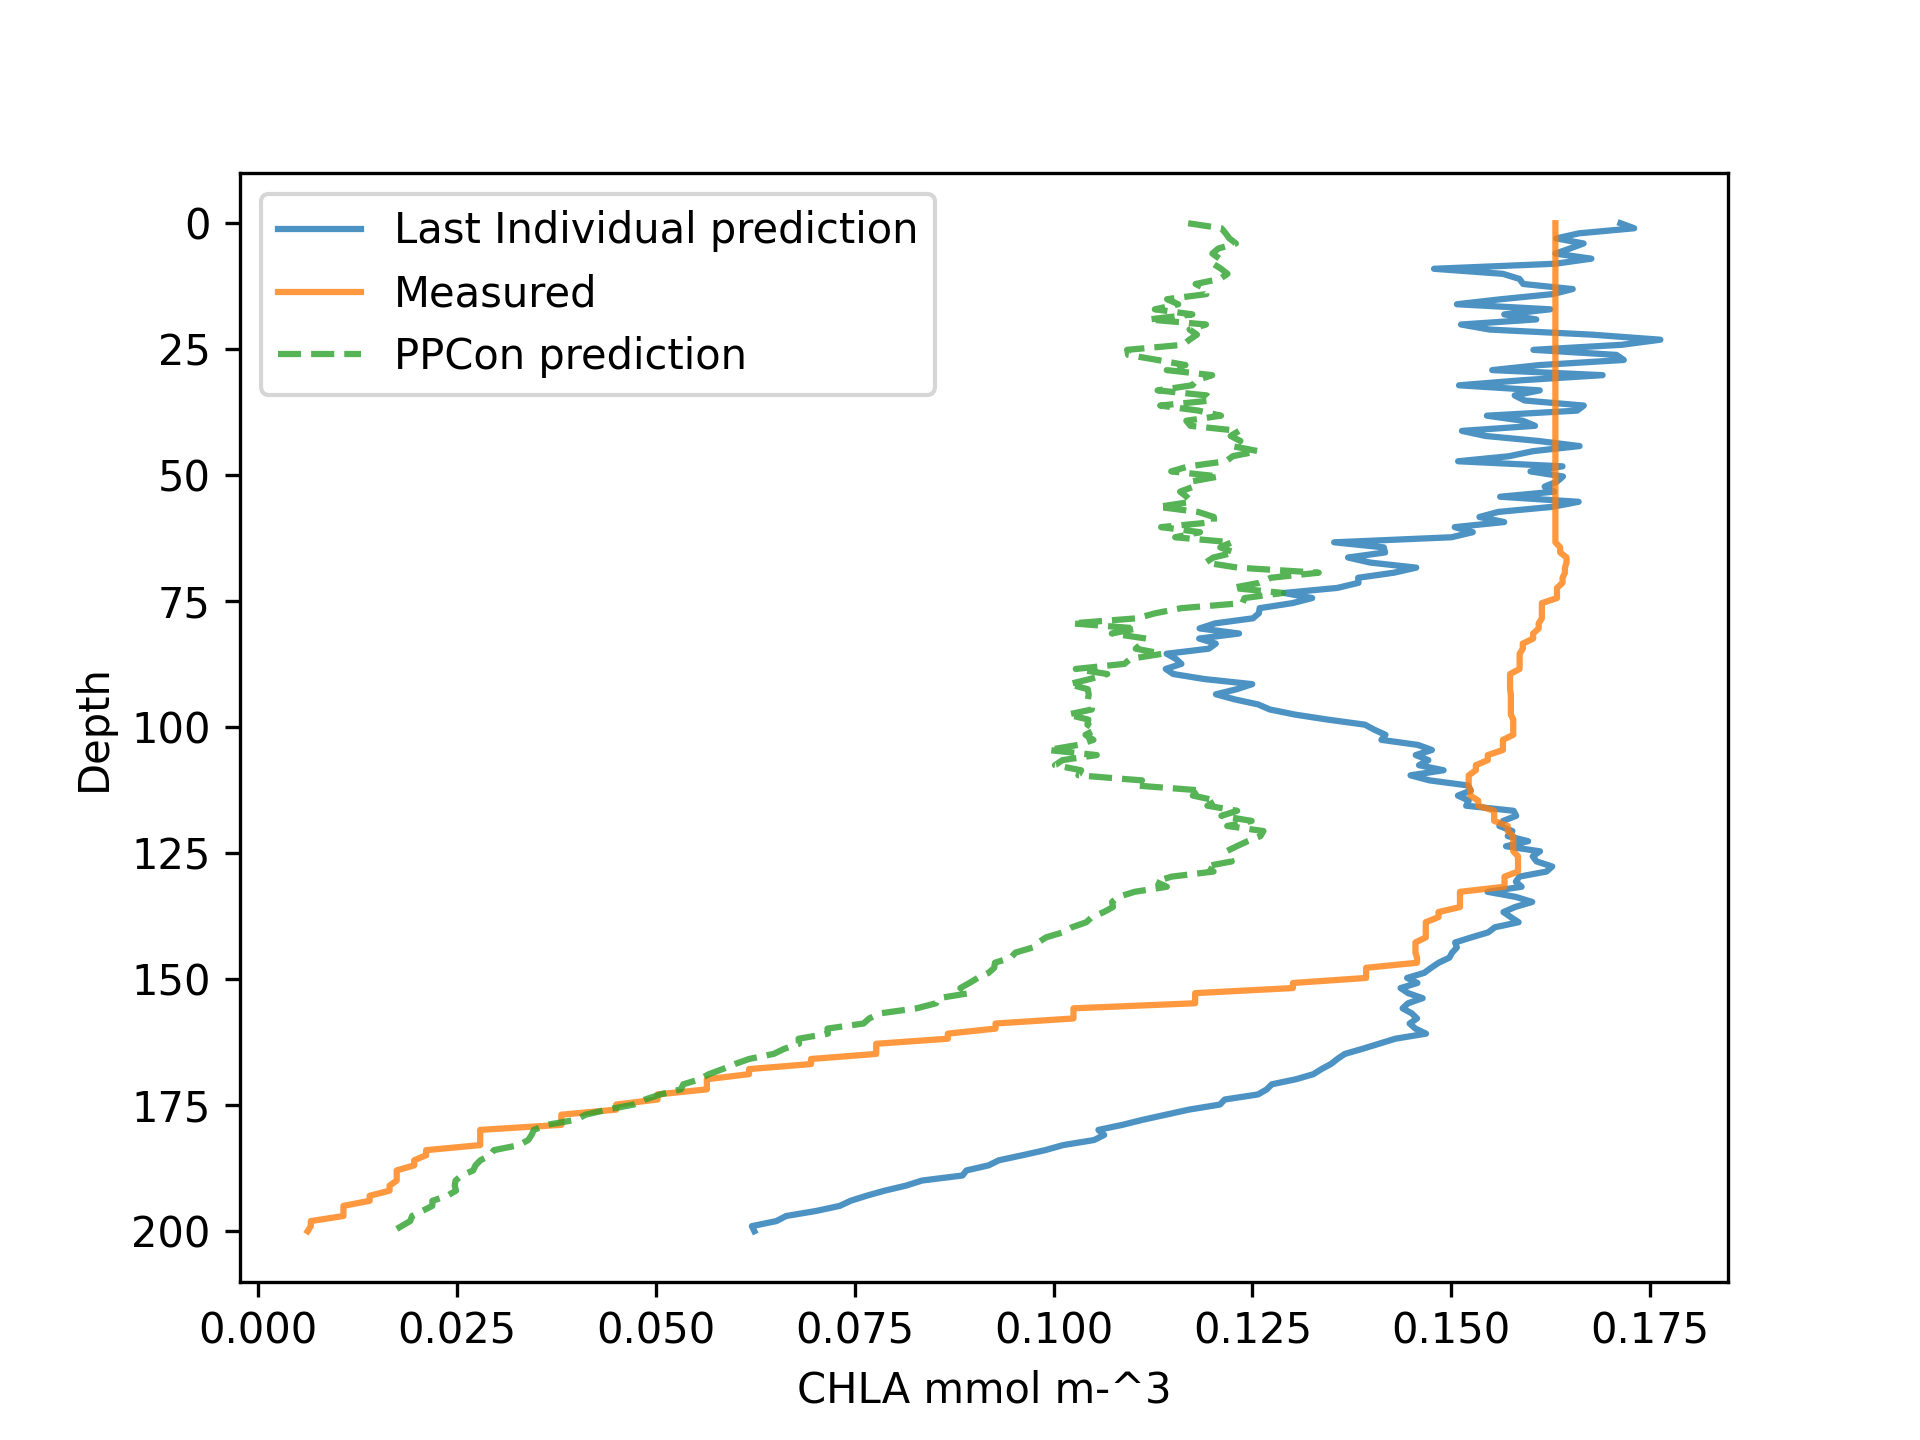 Last Individual prediction
Measured
PPCon prediction
0
25
50
75
100
125
150
175
200
Depth
0.000 0.025 0.050 0.075 0.100 0.125 0.150 0.175
CHLA mmol m-^3